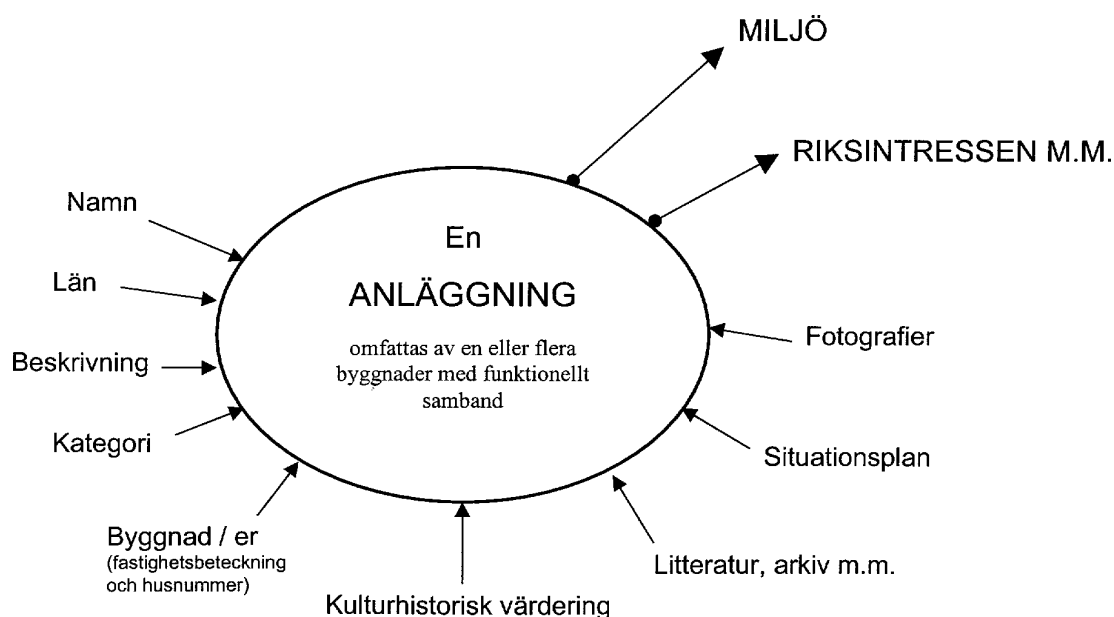 MILJÖ
RIKSINTRESSEN M.M.
Namn
En
Län
ANLÄGGNING
Fotografier
omfattas av en eller flera
byggnader med funktionellt
samband
Beskrivning
Kategori
Situationsplan
Byggnad / er
(fastighetsbeteckning
och husnummer)
Litteratur, arkiv m.m.
Kulturhistorisk värdering